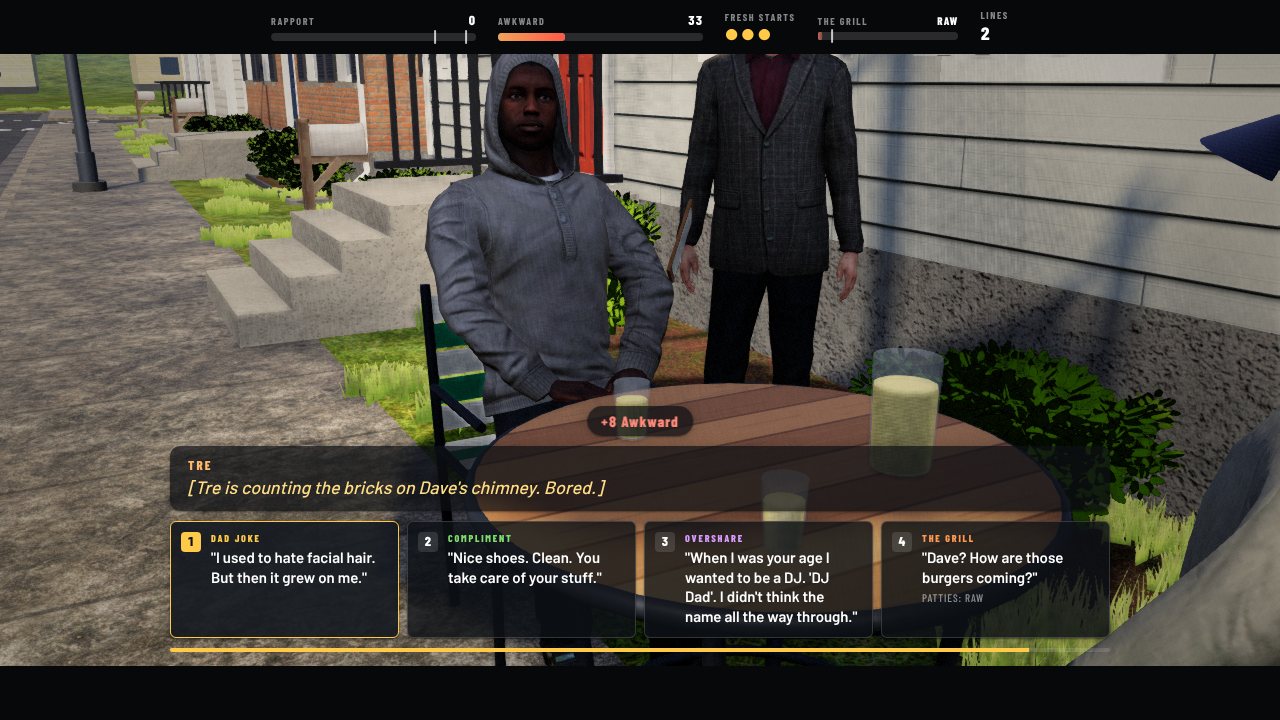 RAPPORT 0 AWKWARD 33 FRESH STARTS THE GRILL RAW LINES
2
+8 Awkward
TRE
[Tre is counting the bricks on Dave's chimney. Bored.]
1 DAD JOKE
"I used to hate facial hair.
But then it grew on me."
2 COMPLIMENT
"Nice shoes. Clean. You
take care of your stuff."
3 OVERSHARE
"When I was your age I
wanted to be a DJ. 'DJ
Dad'. I didn't think the
name all the way through."
4 THE GRILL
"Dave? How are those
burgers coming?"
PATTIES: RAW